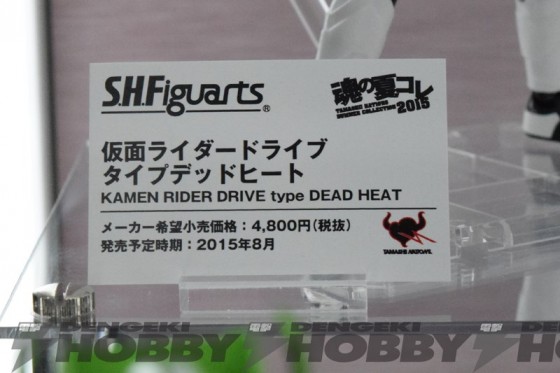 S.H.Figuarts®
魂の夏コレ
TAMASHII NATIONS
SUMMER COLLECTION
2015
仮面ライダードライブ
タイプデッドヒート
KAMEN RIDER DRIVE type DEAD HEAT
メーカー希望小売価格：4,800円(税抜)
発売予定時期：2015年8月
TAMASHII NATIONS
電撃 DENGEKI 電撃
HOBBY HOBBY